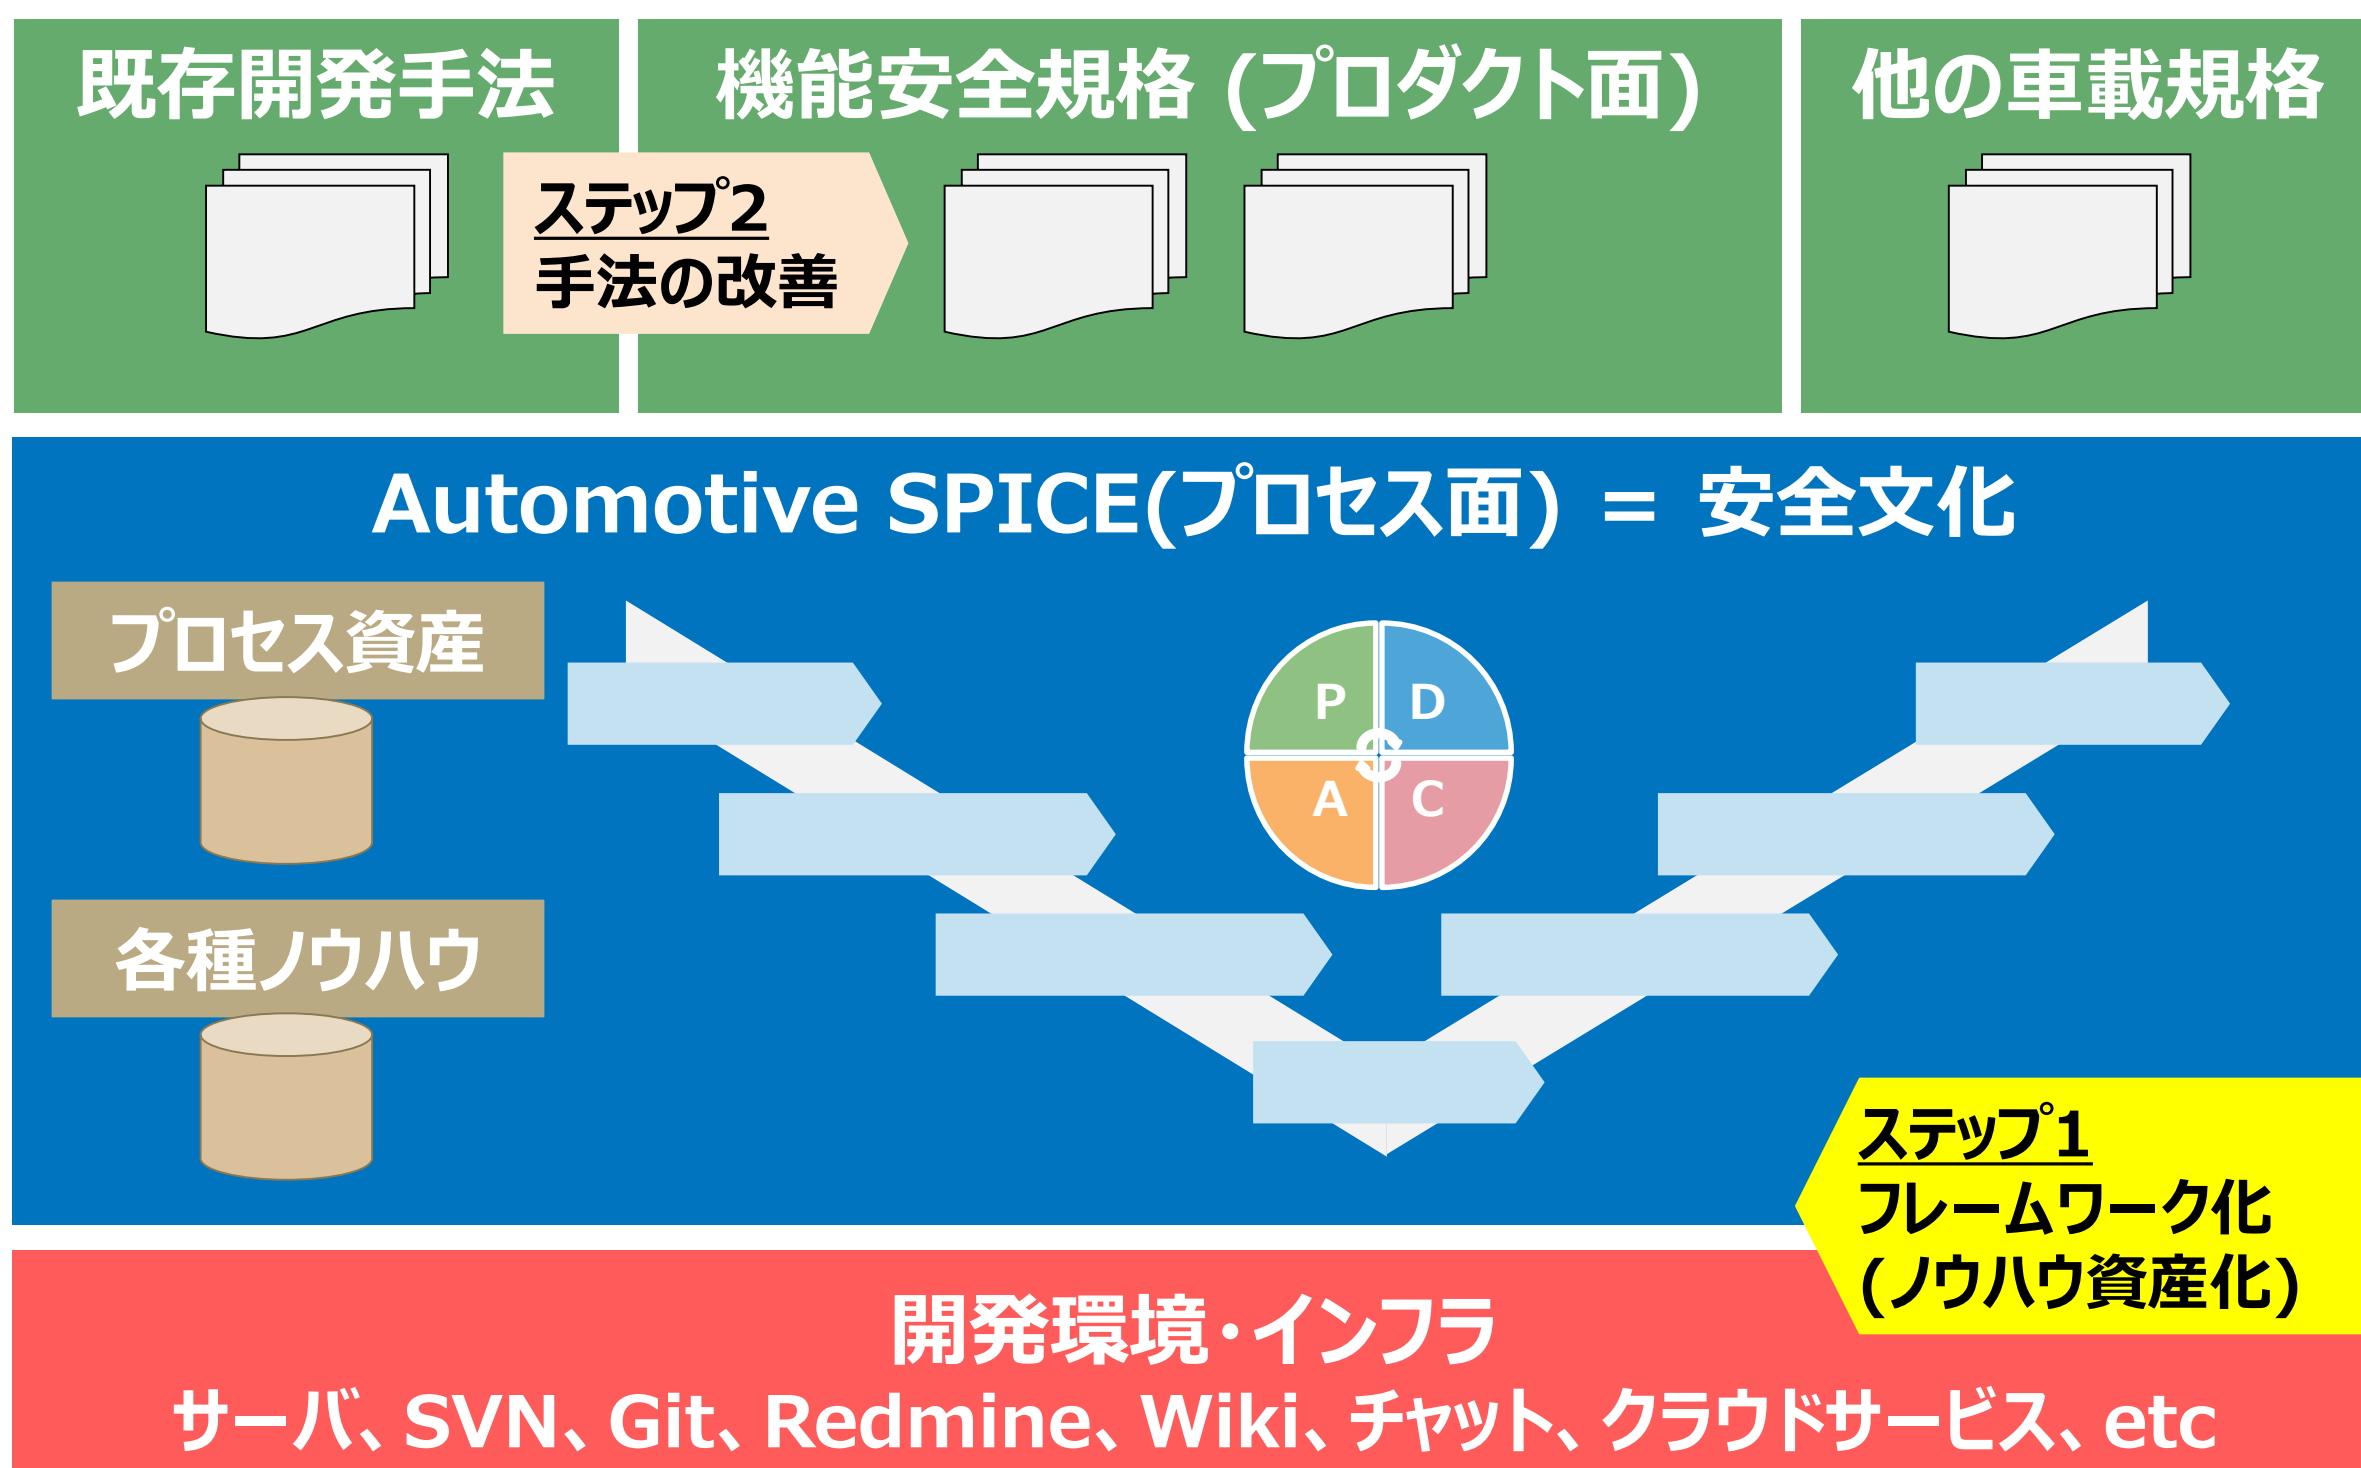 既存開発手法
機能安全規格 (プロダクト面)
他の車載規格
ステップ2
手法の改善
Automotive SPICE(プロセス面) = 安全文化
プロセス資産
各種ノウハウ
P
D
S
A
C
ステップ1
フレームワーク化
(ノウハウ資産化)
開発環境・インフラ
サーバ、SVN、Git、Redmine、Wiki、チャット、クラウドサービス、etc